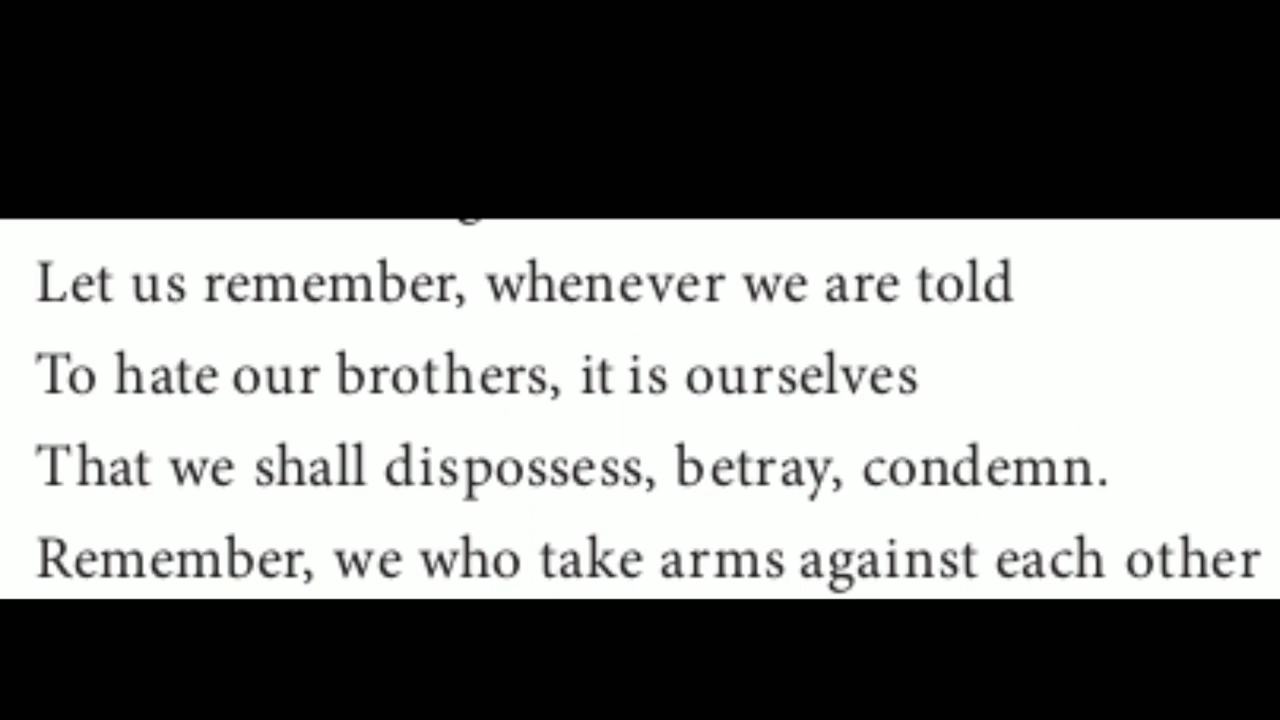 Let us remember, whenever we are told
To hate our brothers, it is ourselves
That we shall dispossess, betray, condemn.
Remember, we who take arms against each other